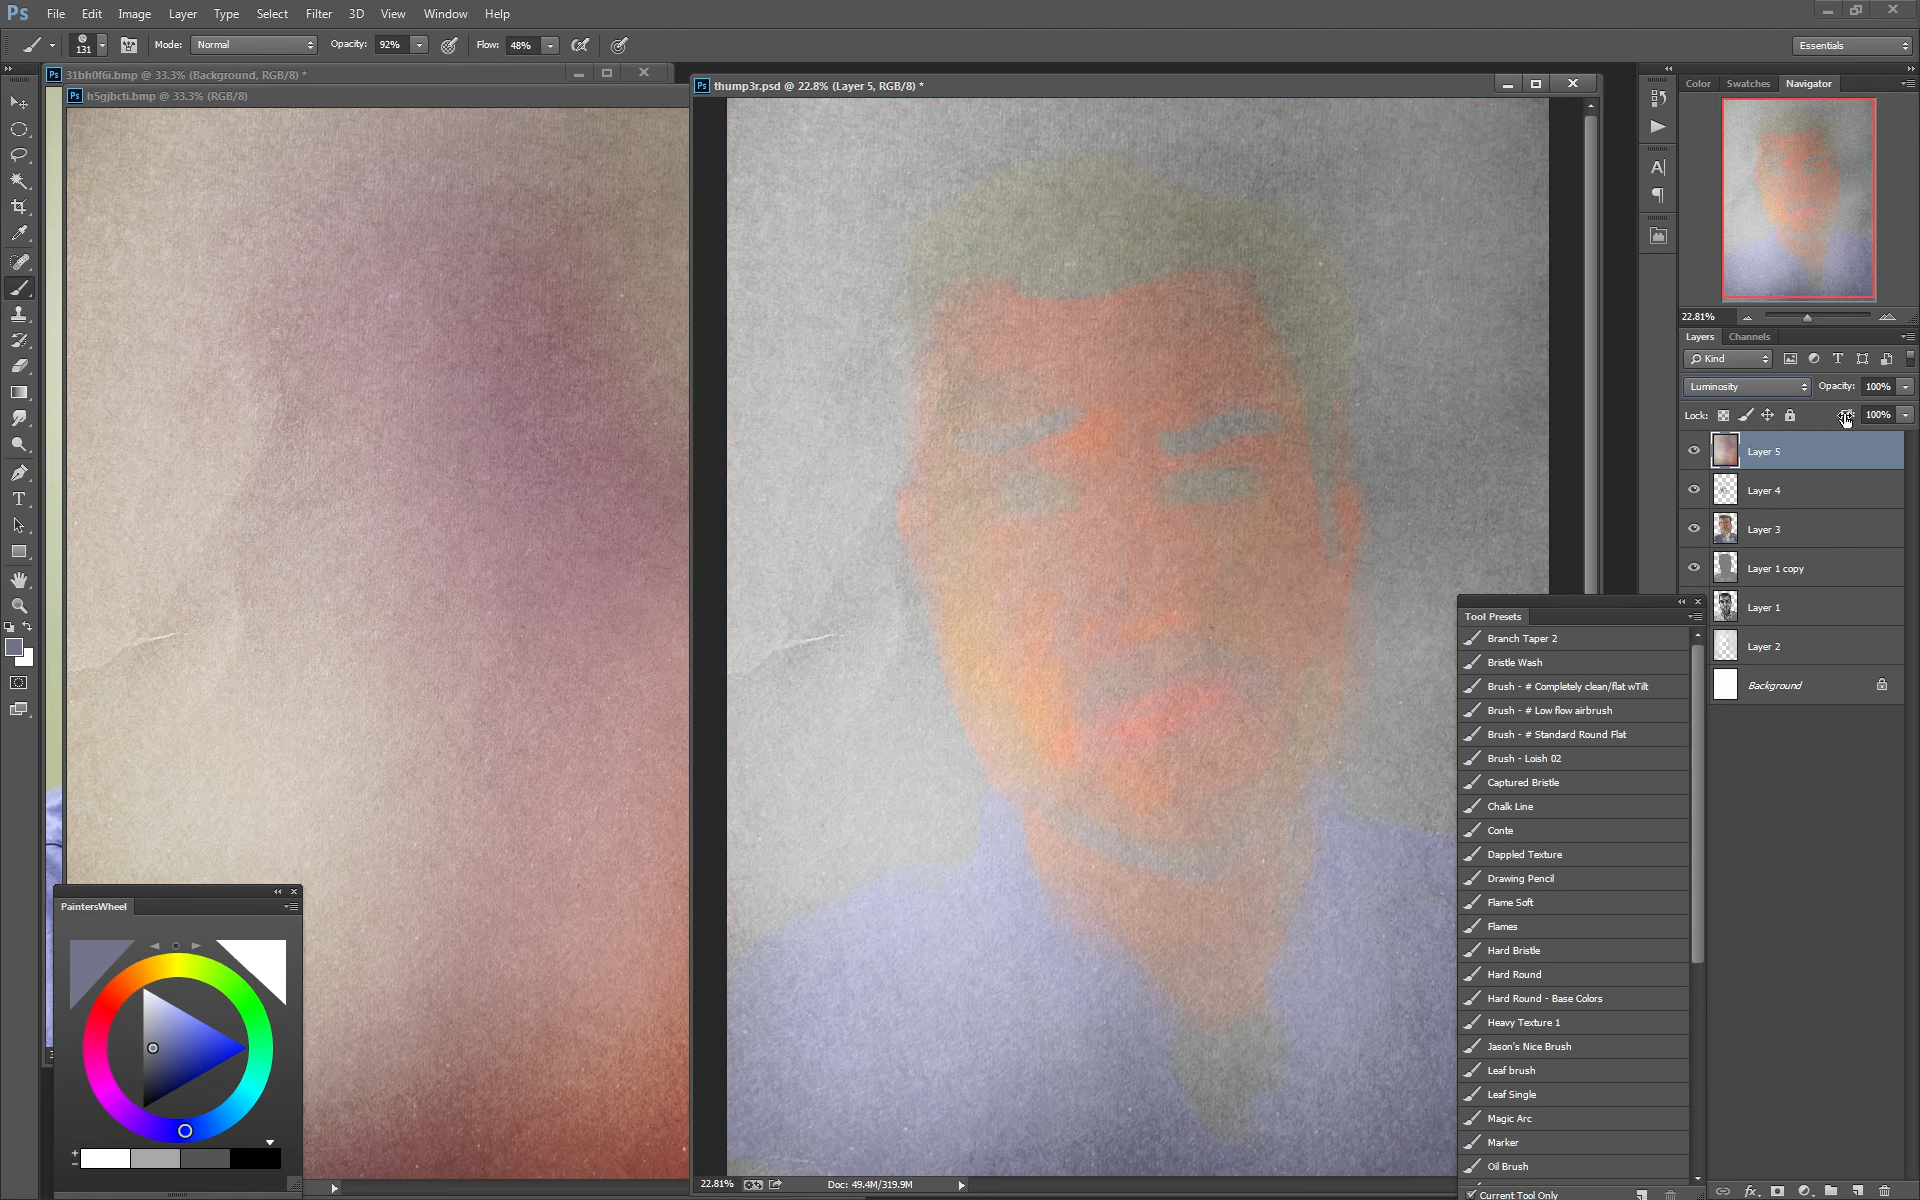 Ps File Edit Image Layer Type Select Filter 3D View Window Help
131 Mode: Normal Opacity: 92% Flow: 48% Essentials
Ps 31bh0f6i.bmp @ 33.3% (Background, RGB/8) *
Ps h5gjbcti.bmp @ 33.3% (RGB/8)
Ps thump3r.psd @ 22.8% (Layer 5, RGB/8) *
Color Swatches Navigator
22.81%
Layers Channels
Kind T
Luminosity Opacity: 100%
Lock: 100%
Layer 5
Layer 4
Layer 3
Layer 1 copy
Layer 1
Layer 2
Background
Tool Presets
Branch Taper 2
Bristle Wash
Brush - # Completely clean/flat wTilt
Brush - # Low flow airbrush
Brush - # Standard Round Flat
Brush - Loish 02
Captured Bristle
Chalk Line
Conte
Dappled Texture
Drawing Pencil
Flame Soft
Flames
Hard Bristle
Hard Round
Hard Round - Base Colors
Heavy Texture 1
Jason's Nice Brush
Leaf brush
Leaf Single
Magic Arc
Marker
Oil Brush
Current Tool Only
PaintersWheel
22.81% Doc: 49.4M/319.9M